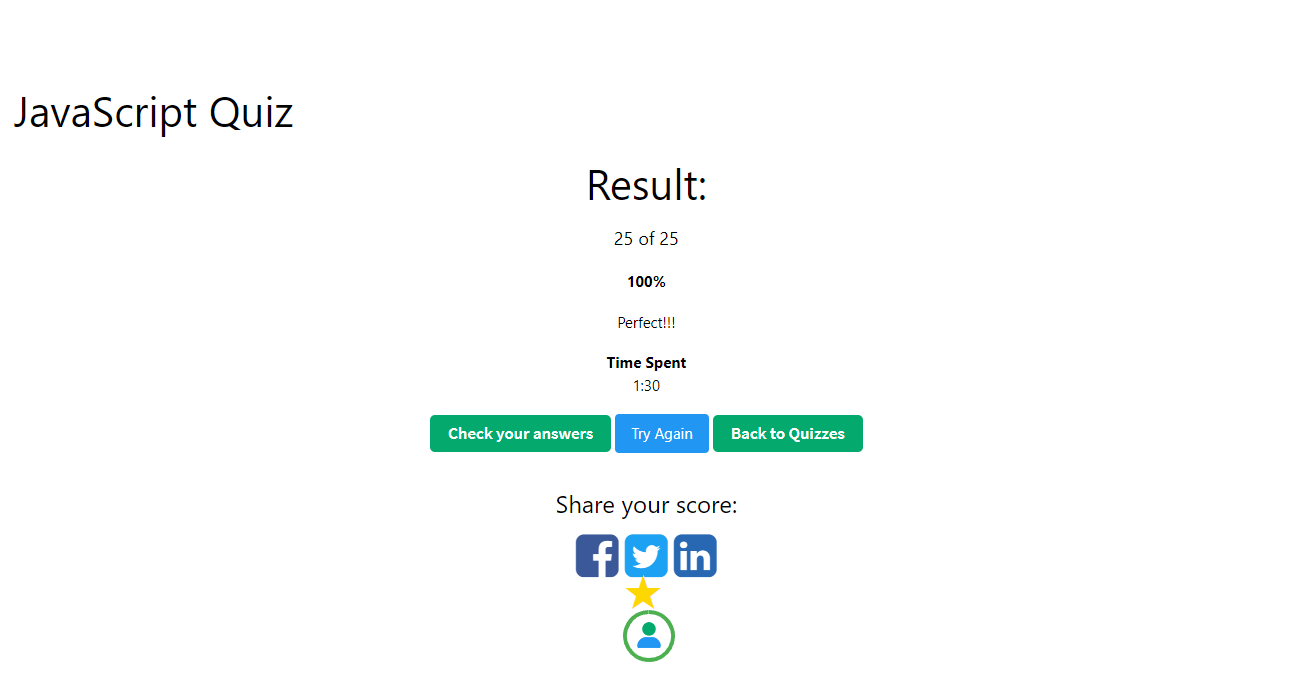 JavaScript Quiz
Result:
25 of 25
100%
Perfect!!!
Time Spent
1:30
Check your answers Try Again Back to Quizzes
Share your score:
f in